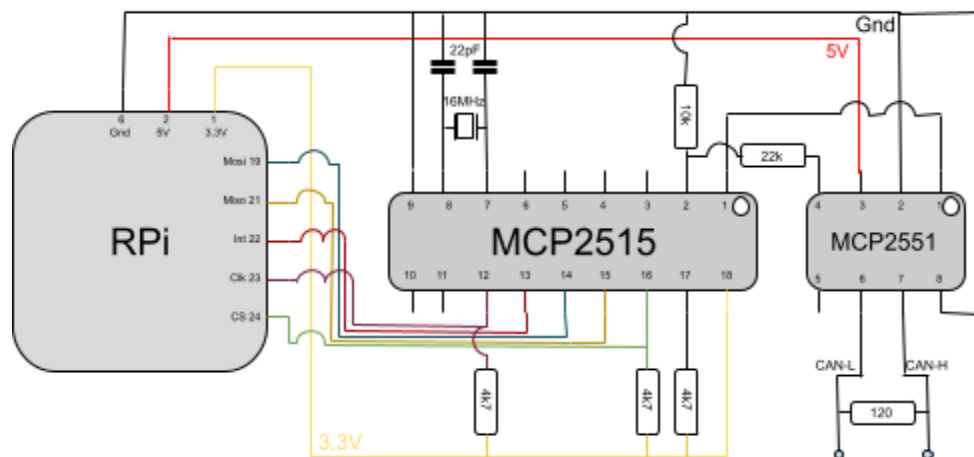 Gnd
5V
22pF
16MHz
10k
22k
6 2 1
Gnd 5V 3.3V
Mosi 19
Miso 21
Int 22
Clk 23
CS 24
RPi
9 8 7 6 5 4 3 2 1
MCP2515
10 11 12 13 14 15 16 17 18
4 3 2 1
MCP2551
5 6 7 8
CAN-L CAN-H
4k7 4k7 4k7
120
3.3V